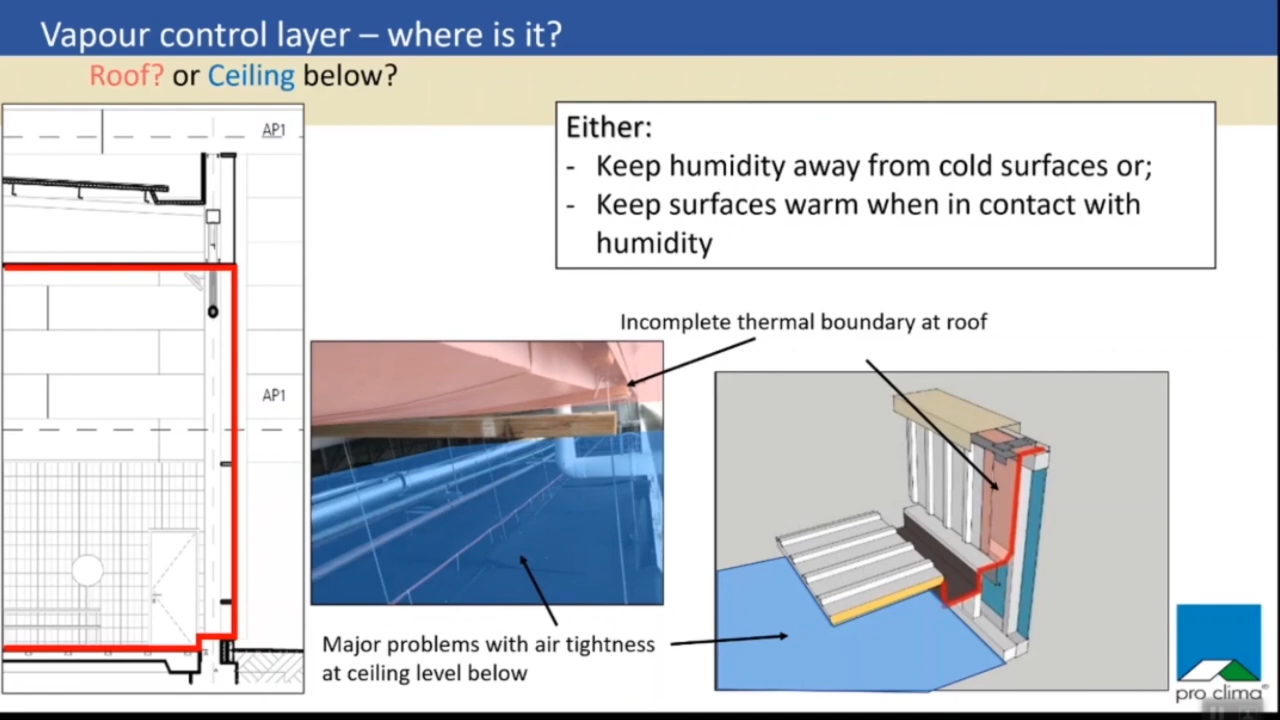 Vapour control layer – where is it?
Roof? or Ceiling below?
AP1
Either:
- Keep humidity away from cold surfaces or;
- Keep surfaces warm when in contact with
humidity
Incomplete thermal boundary at roof
AP1
Major problems with air tightness
at ceiling level below
pro clima®